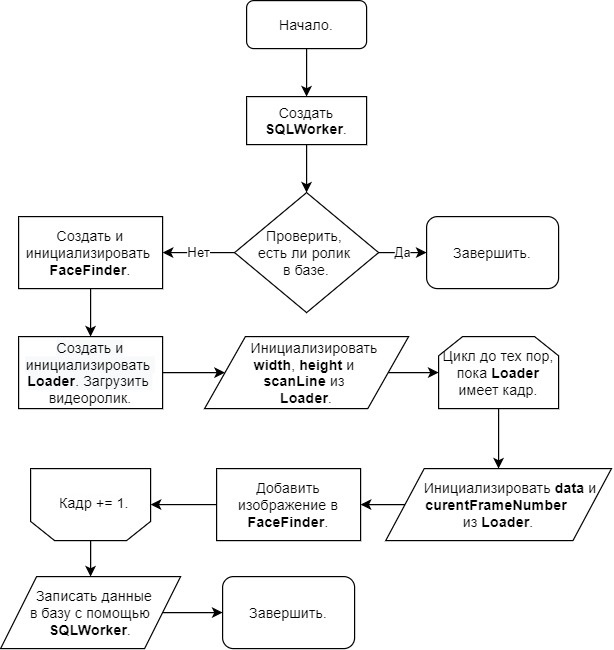 Начало.
Создать
SQLWorker.
Проверить,
есть ли ролик
в базе.
Нет
Да
Завершить.
Создать и
инициализировать
FaceFinder.
Создать и
инициализировать
Loader. Загрузить
видеоролик.
Инициализировать
width, height и
scanLine из
Loader.
Цикл до тех пор,
пока Loader
имеет кадр.
Инициализировать data и
curentFrameNumber
из Loader.
Добавить
изображение в
FaceFinder.
Кадр += 1.
Записать данные
в базу с помощью
SQLWorker.
Завершить.